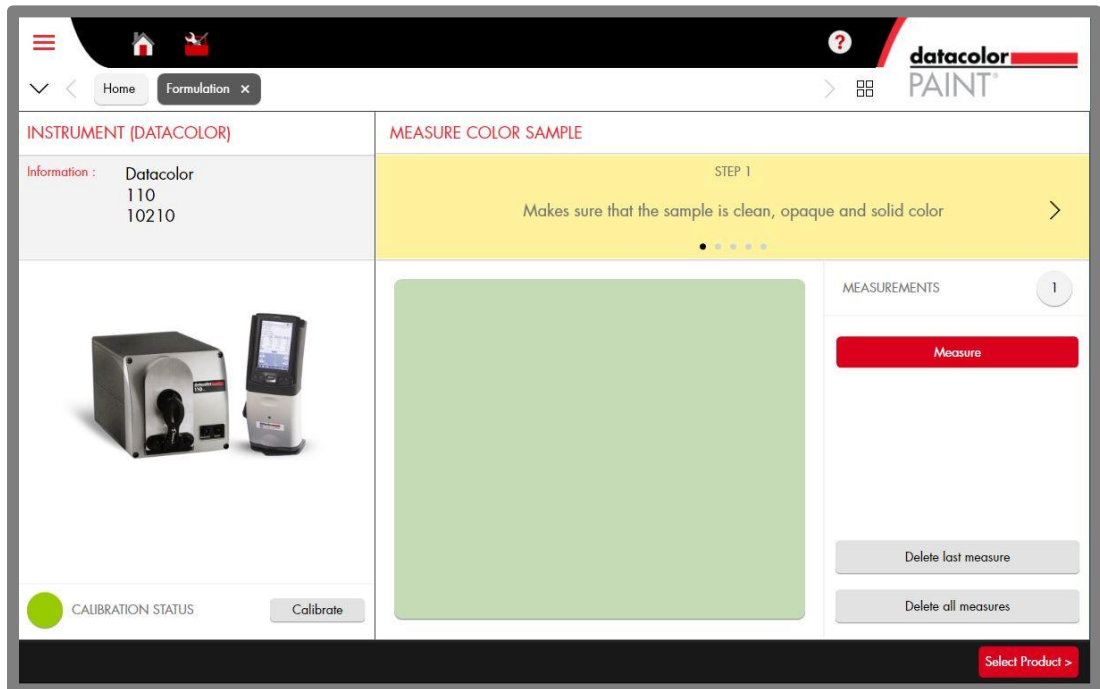 ?
datacolor
PAINT®
Home
Formulation ×
INSTRUMENT (DATACOLOR)
Information :
Datacolor
110
10210
MEASURE COLOR SAMPLE
STEP 1
Makes sure that the sample is clean, opaque and solid color
MEASUREMENTS
1
Measure
Delete last measure
Delete all measures
CALIBRATION STATUS
Calibrate
Select Product >